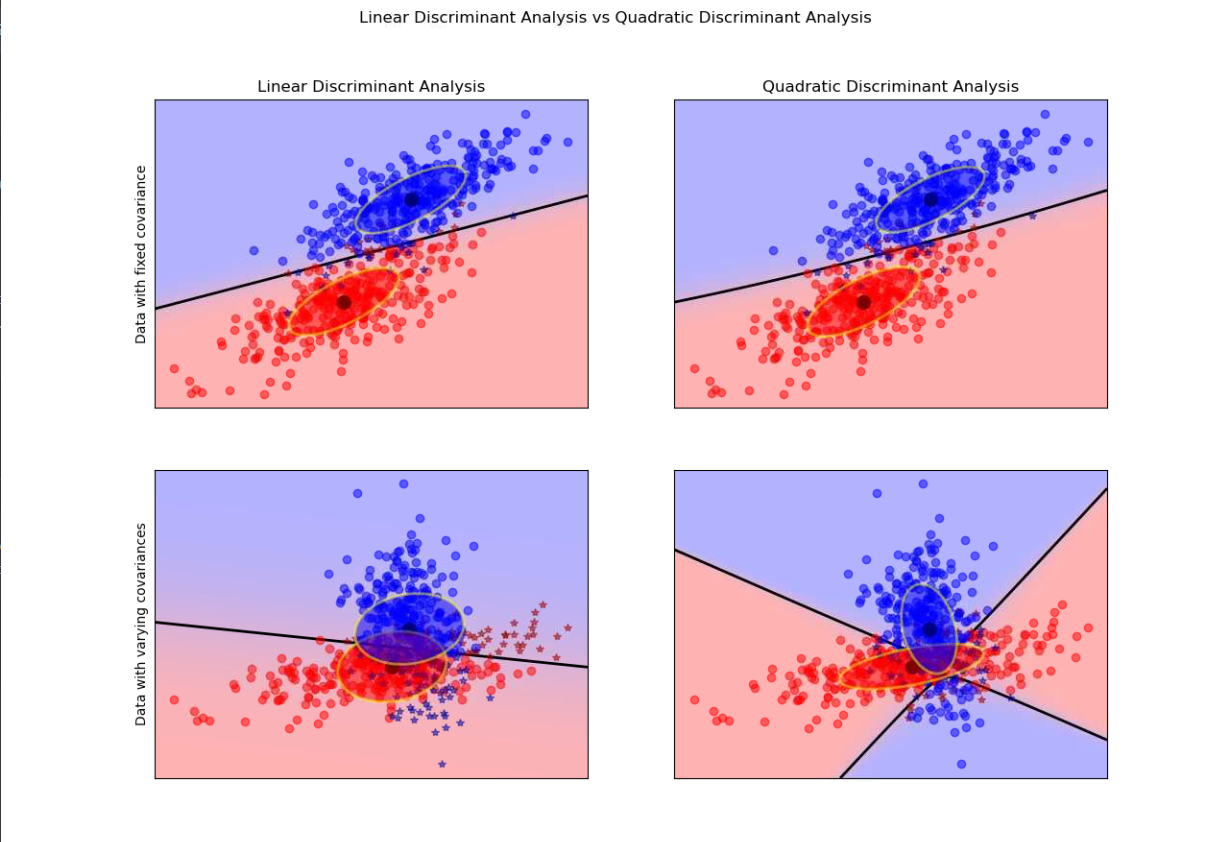 Linear Discriminant Analysis vs Quadratic Discriminant Analysis
Linear Discriminant Analysis
Quadratic Discriminant Analysis
Data with fixed covariance
Data with varying covariances